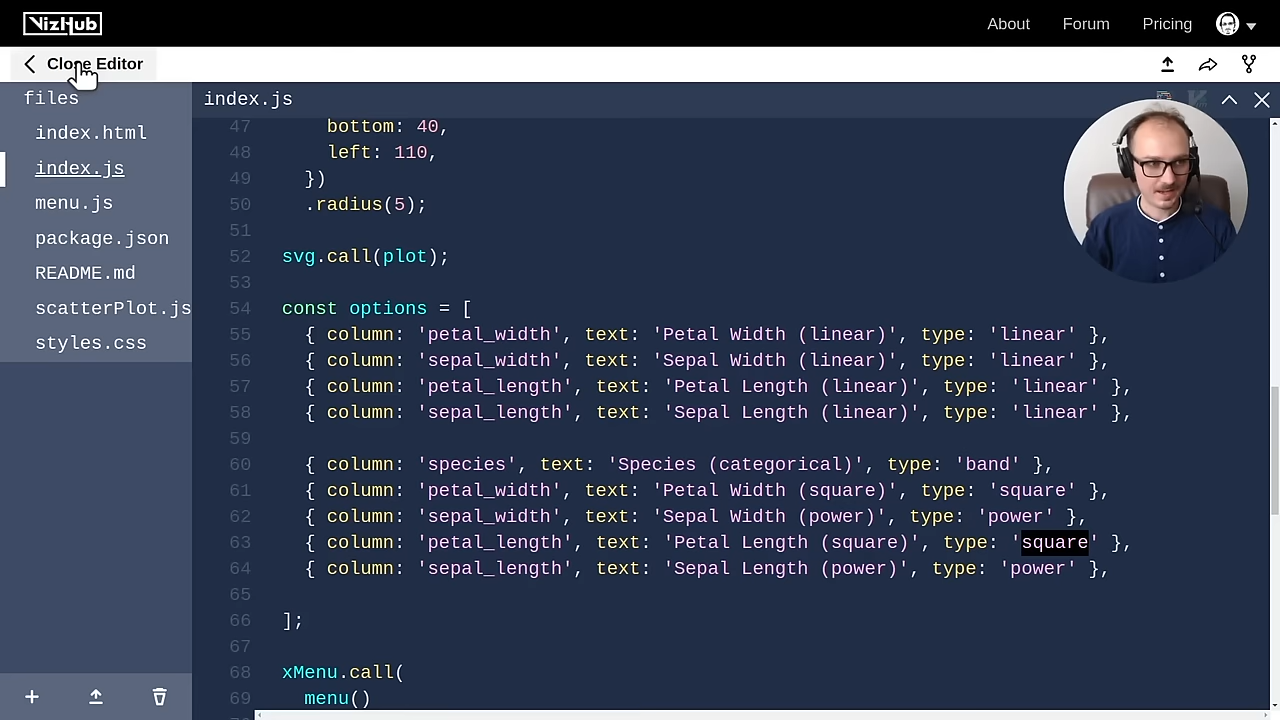 VizHub
About
Forum
Pricing
Close Editor
files
index.html
index.js
menu.js
package.json
README.md
scatterPlot.js
styles.css
index.js
47 bottom: 40,
48 left: 110,
49 })
50 .radius(5);
51
52 svg.call(plot);
53
54 const options = [
55 { column: 'petal_width', text: 'Petal Width (linear)', type: 'linear' },
56 { column: 'sepal_width', text: 'Sepal Width (linear)', type: 'linear' },
57 { column: 'petal_length', text: 'Petal Length (linear)', type: 'linear' },
58 { column: 'sepal_length', text: 'Sepal Length (linear)', type: 'linear' },
59
60 { column: 'species', text: 'Species (categorical)', type: 'band' },
61 { column: 'petal_width', text: 'Petal Width (square)', type: 'square' },
62 { column: 'sepal_width', text: 'Sepal Width (power)', type: 'power' },
63 { column: 'petal_length', text: 'Petal Length (square)', type: 'square' },
64 { column: 'sepal_length', text: 'Sepal Length (power)', type: 'power' },
65
66 ];
67
68 xMenu.call(
69 menu()